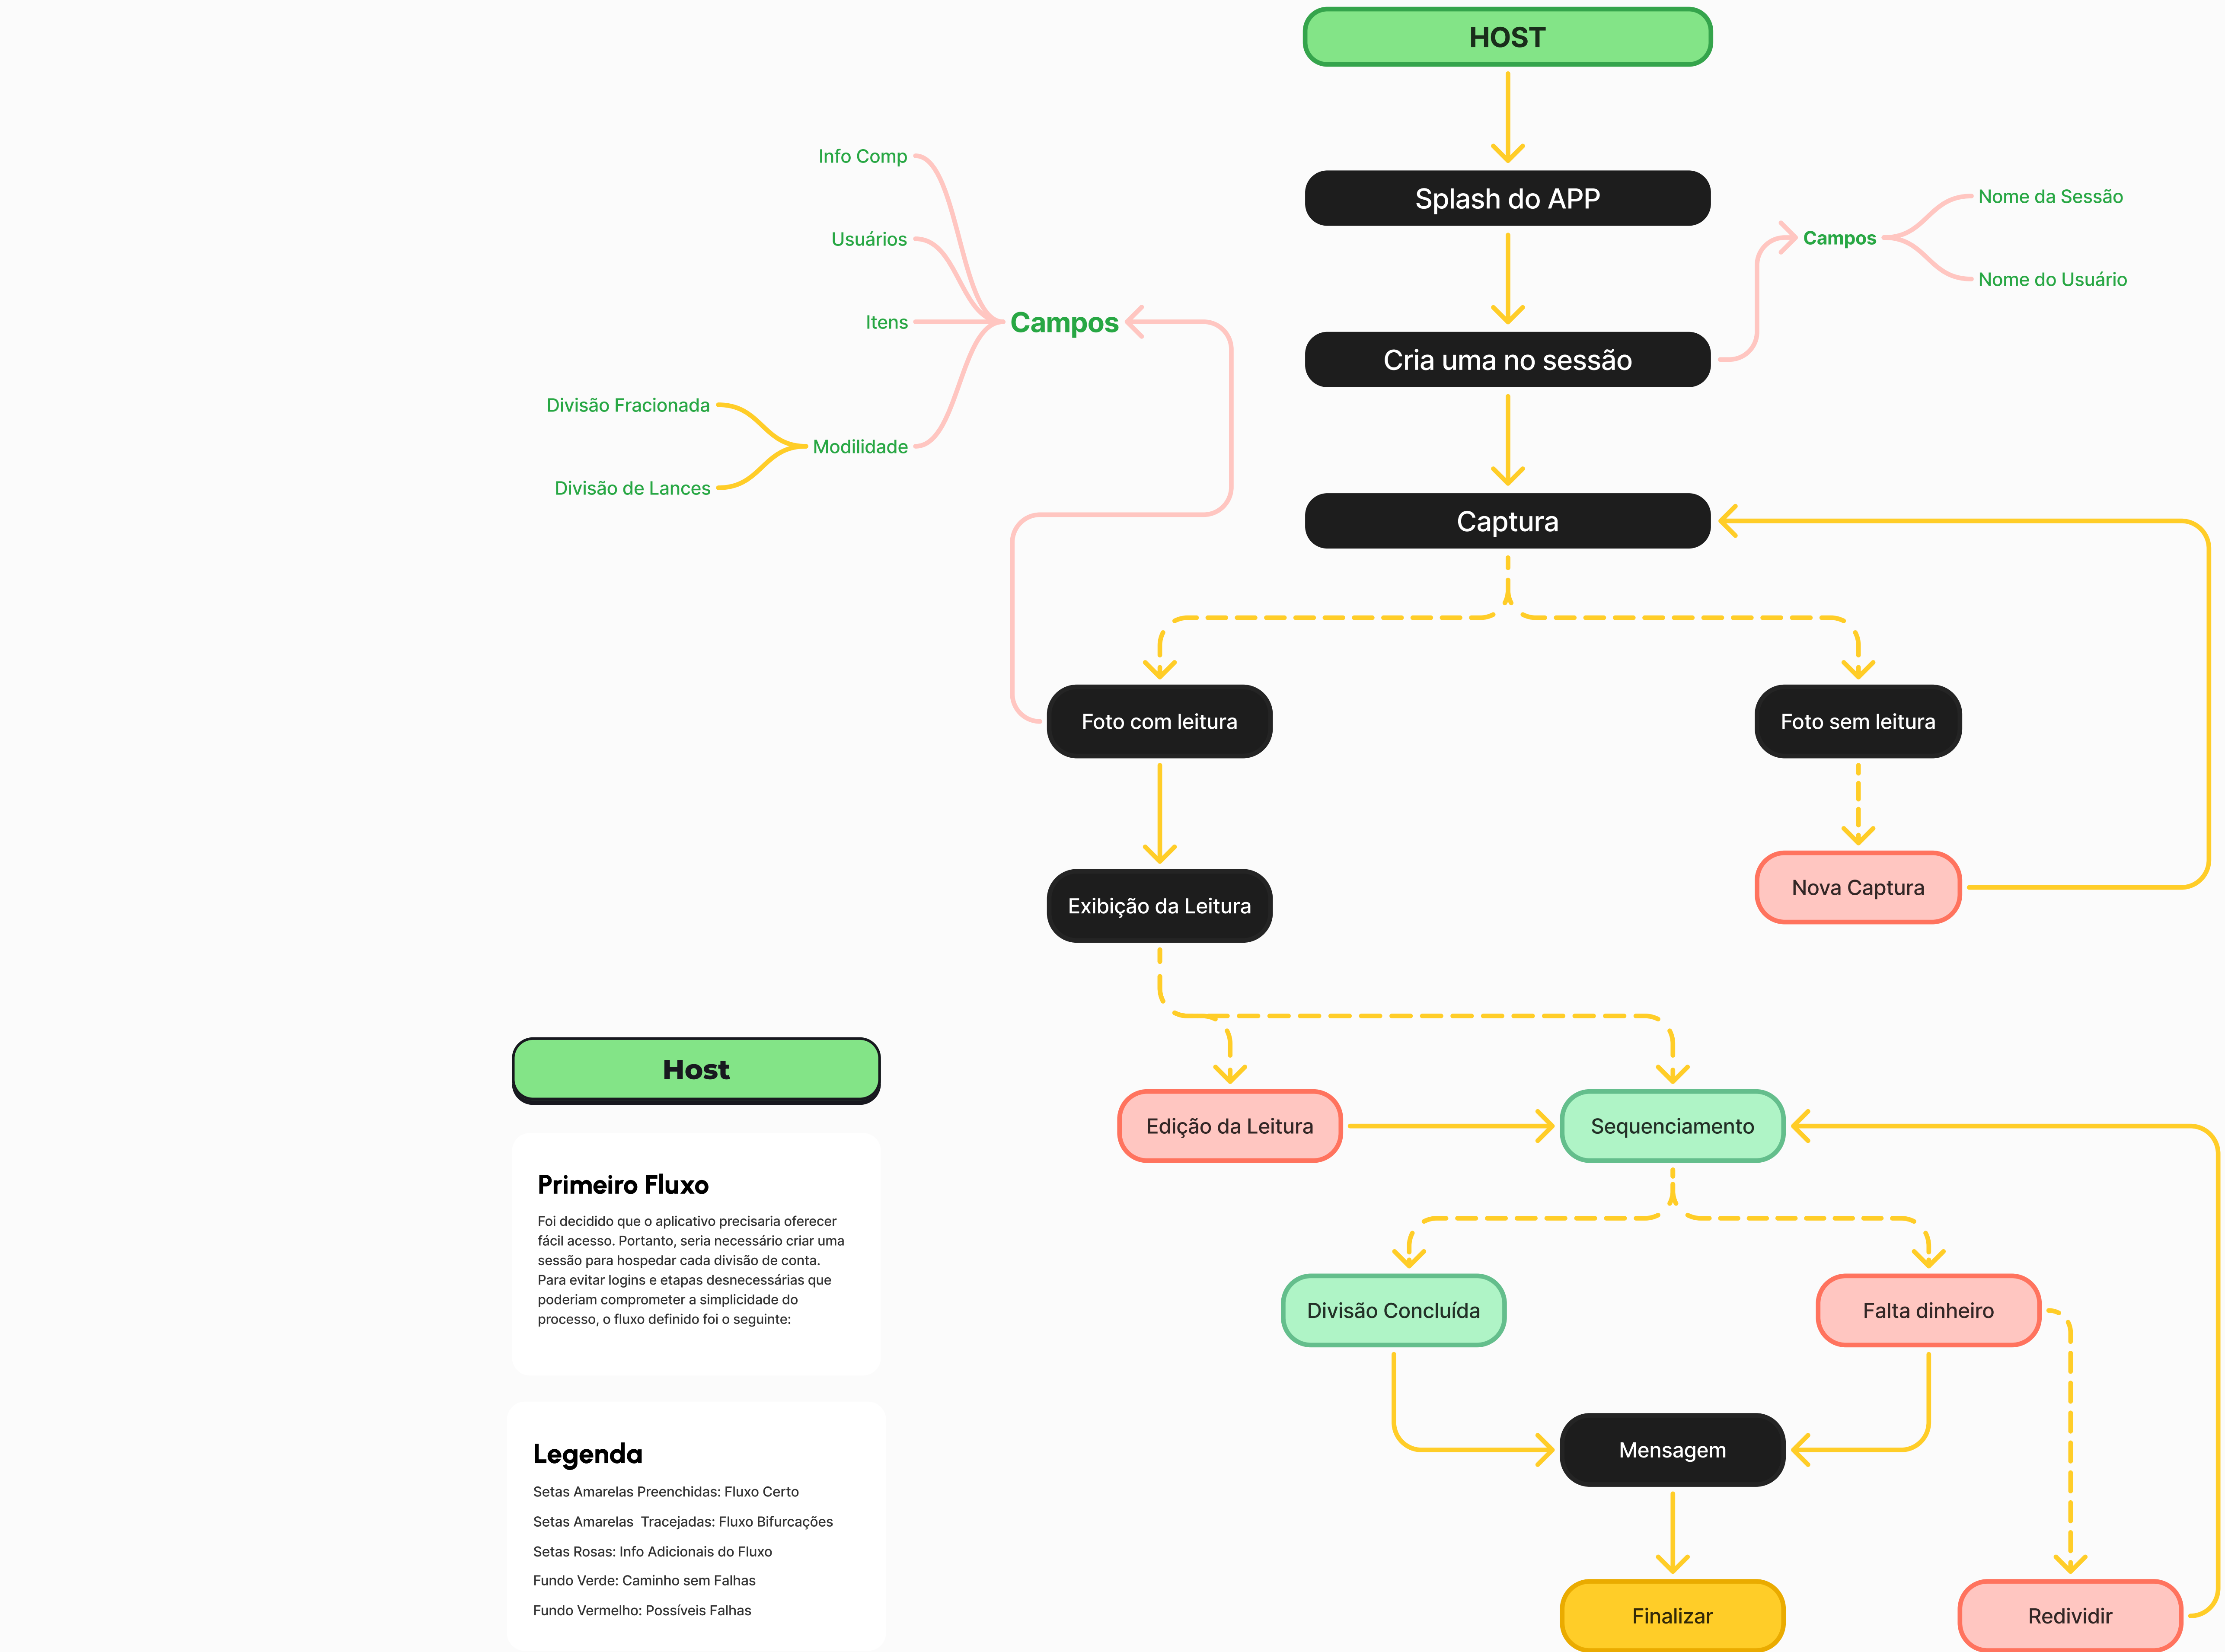 HOST
Splash do APP
Cria uma no sessão
Campos
Nome da Sessão
Nome do Usuário
Captura
Info Comp
Usuários
Itens
Campos
Modilidade
Divisão Fracionada
Divisão de Lances
Foto com leitura
Foto sem leitura
Exibição da Leitura
Nova Captura
Edição da Leitura
Sequenciamento
Divisão Concluída
Falta dinheiro
Mensagem
Finalizar
Redividir
Host
Primeiro Fluxo
Foi decidido que o aplicativo precisaria oferecer
fácil acesso. Portanto, seria necessário criar uma
sessão para hospedar cada divisão de conta.
Para evitar logins e etapas desnecessárias que
poderiam comprometer a simplicidade do
processo, o fluxo definido foi o seguinte:
Legenda
Setas Amarelas Preenchidas: Fluxo Certo
Setas Amarelas  Tracejadas: Fluxo Bifurcações
Setas Rosas: Info Adicionais do Fluxo
Fundo Verde: Caminho sem Falhas
Fundo Vermelho: Possíveis Falhas